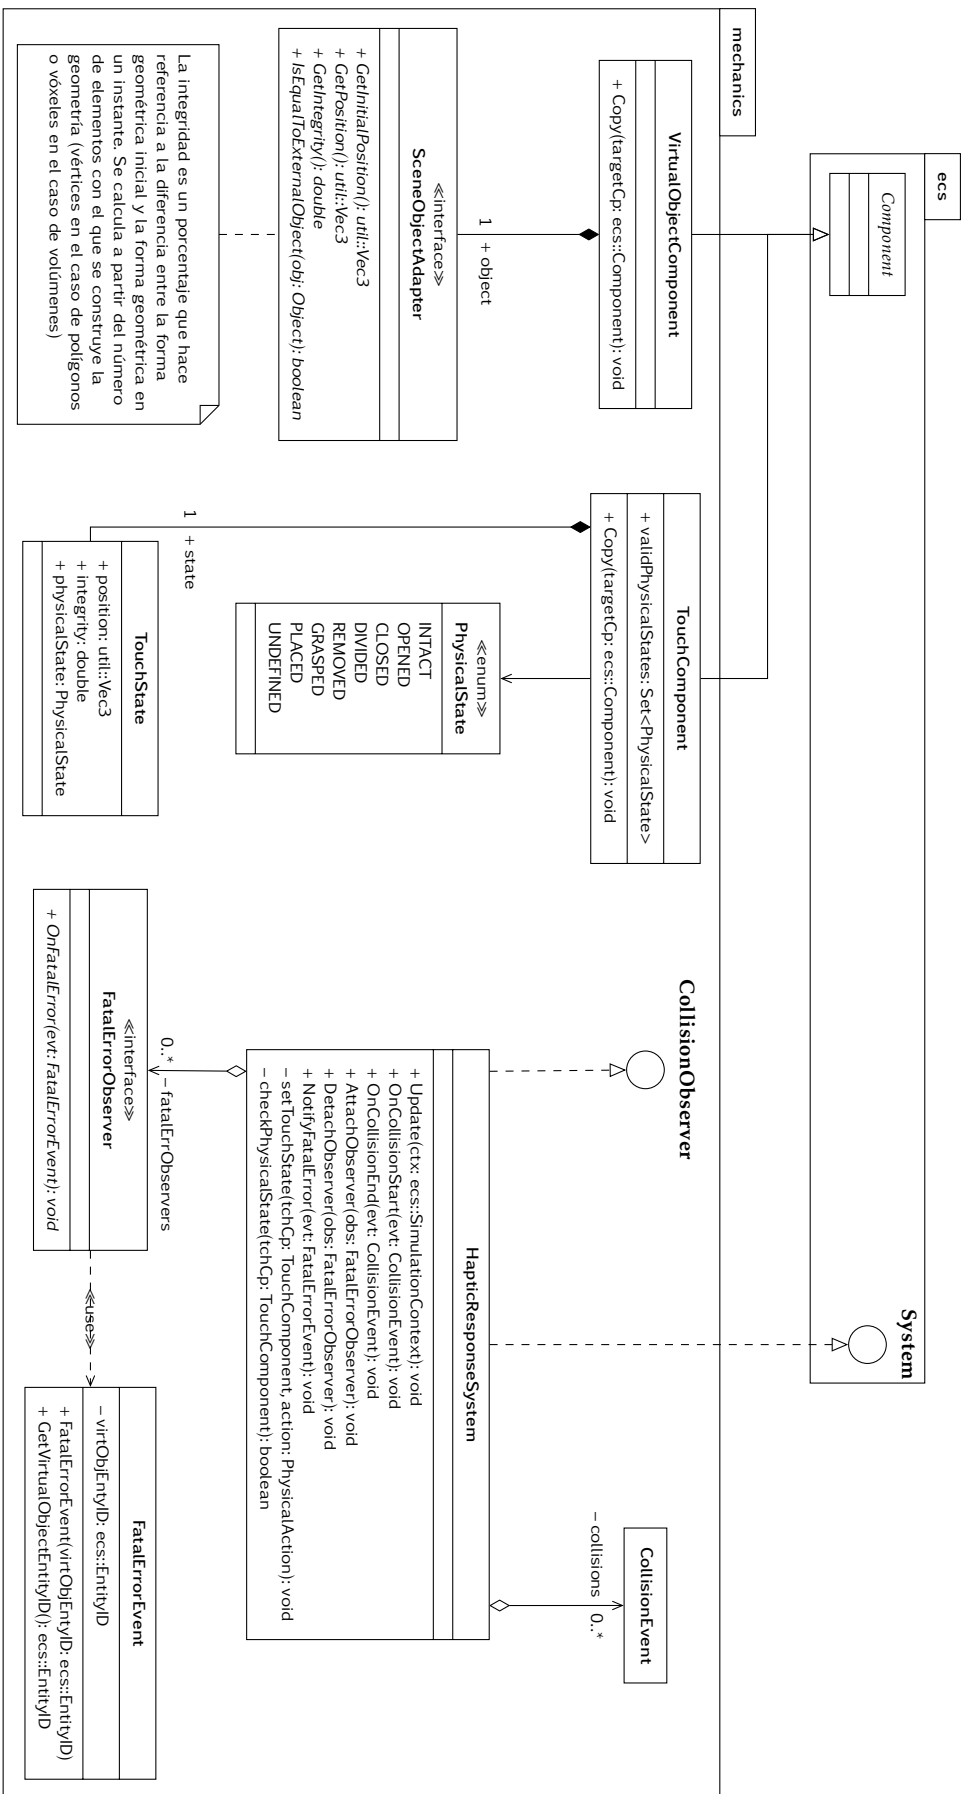 ecs
Component
System
mechanics
VirtualObjectComponent
+ Copy(targetCp: ecs::Component): void
1 + object
≪interface≫
SceneObjectAdapter
+ GetInitialPosition(): util::Vec3
+ GetPosition(): util::Vec3
+ GetIntegrity(): double
+ IsEqualToExternalObject(obj: Object): boolean
La integridad es un porcentaje que hace
referencia a la diferencia entre la forma
geométrica inicial y la forma geométrica en
un instante. Se calcula a partir del número
de elementos con el que se construye la
geometría (vértices en el caso de polígonos
o vóxeles en el caso de volúmenes)
TouchComponent
+ validPhysicalStates: Set<PhysicalState>
+ Copy(targetCp: ecs::Component): void
≪enum≫
PhysicalState
INTACT
OPENED
CLOSED
DIVIDED
REMOVED
GRASPED
PLACED
UNDEFINED
1 + state
TouchState
+ position: util::Vec3
+ integrity: double
+ physicalState: PhysicalState
CollisionObserver
HapticResponseSystem
+ Update(ctx: ecs::SimulationContext): void
+ OnCollisionStart(evt: CollisionEvent): void
+ OnCollisionEnd(evt: CollisionEvent): void
+ AttachObserver(obs: FatalErrorObserver): void
+ DetachObserver(obs: FatalErrorObserver): void
+ NotifyFatalError(evt: FatalErrorEvent): void
– setTouchState(tchCp: TouchComponent, action: PhysicalAction): void
– checkPhysicalState(tchCp: TouchComponent): boolean
CollisionEvent
– collisions 0..*
0..* – fatalErrObservers
≪interface≫
FatalErrorObserver
+ OnFatalError(evt: FatalErrorEvent): void
≪use≫
FatalErrorEvent
– virtObjEntyID: ecs::EntityID
+ FatalErrorEvent(virtObjEntyID: ecs::EntityID)
+ GetVirtualObjectEntityID(): ecs::EntityID